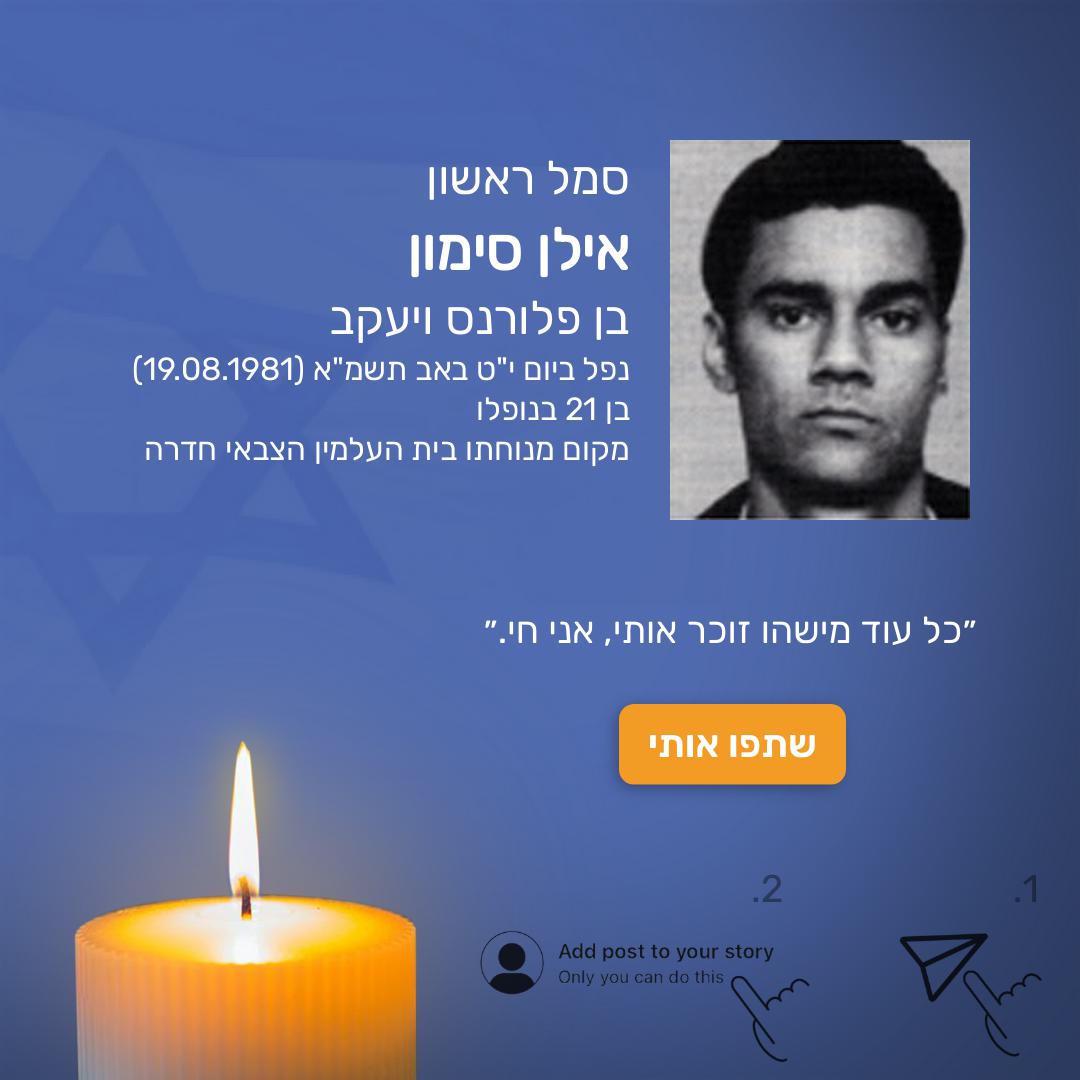 סמל ראשון
אילן סימון
בן פלורנס ויעקב
נפל ביום י"ט באב תשמ"א (19.08.1981)
בן 21 בנופלו
מקום מנוחתו בית העלמין הצבאי חדרה
״כל עוד מישהו זוכר אותי, אני חי.״
שתפו אותי
1.
2.
Add post to your story
Only you can do this